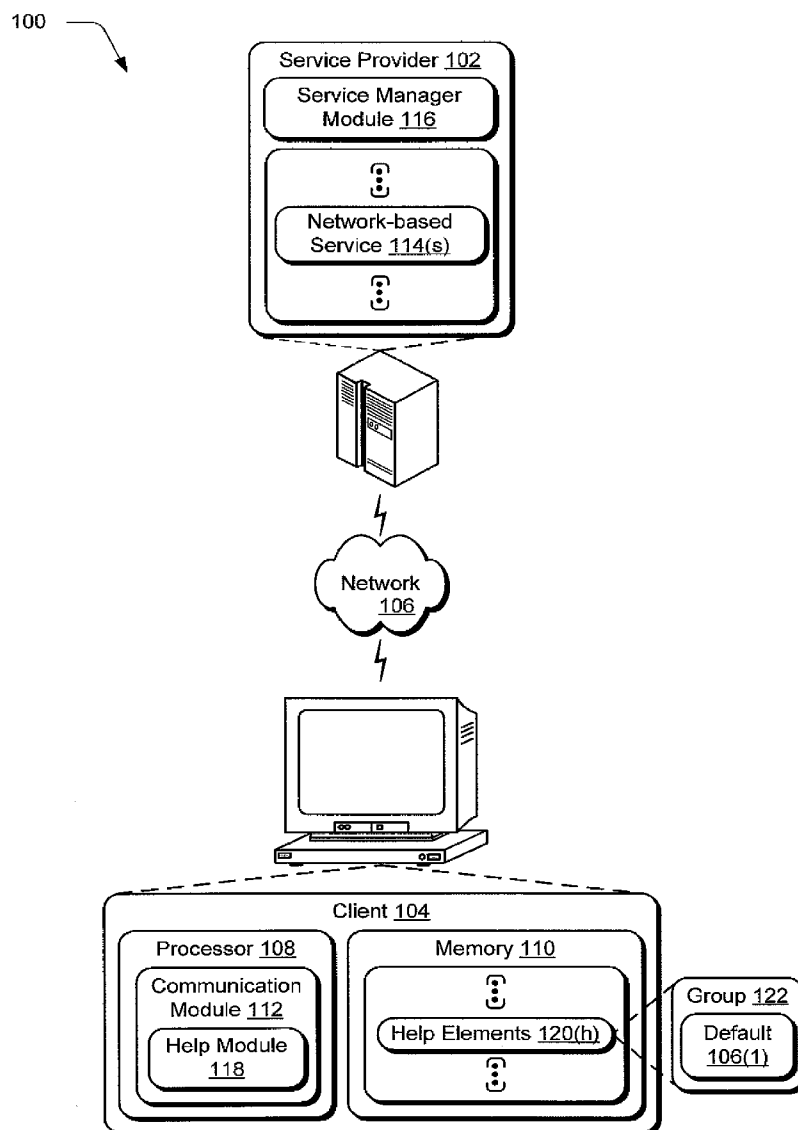 100
Service Provider 102
Service Manager
Module 116
Network-based
Service 114(s)
Network
106
Client 104
Processor 108
Communication
Module 112
Help Module
118
Memory 110
Help Elements 120(h)
Group 122
Default
106(1)